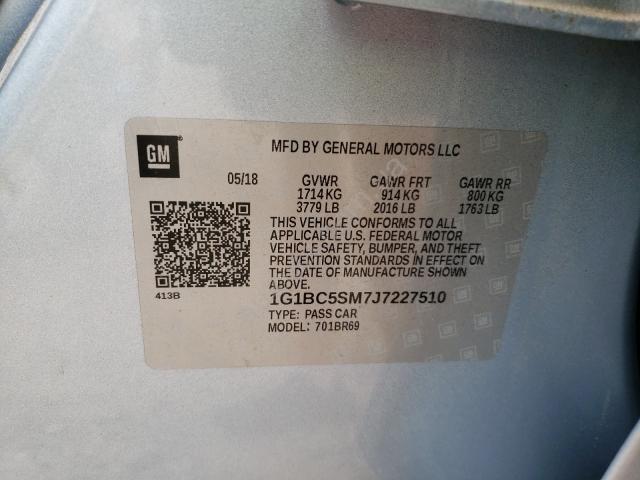 GM
MFD BY GENERAL MOTORS LLC
05/18 GVWR GAWR FRT GAWR RR
1714 KG 914 KG 800 KG
3779 LB 2016 LB 1763 LB
THIS VEHICLE CONFORMS TO ALL
APPLICABLE U.S. FEDERAL MOTOR
VEHICLE SAFETY, BUMPER, AND THEFT
PREVENTION STANDARDS IN EFFECT ON
THE DATE OF MANUFACTURE SHOWN
ABOVE.
413B
1G1BC5SM7J7227510
TYPE: PASS CAR
MODEL: 701BR69